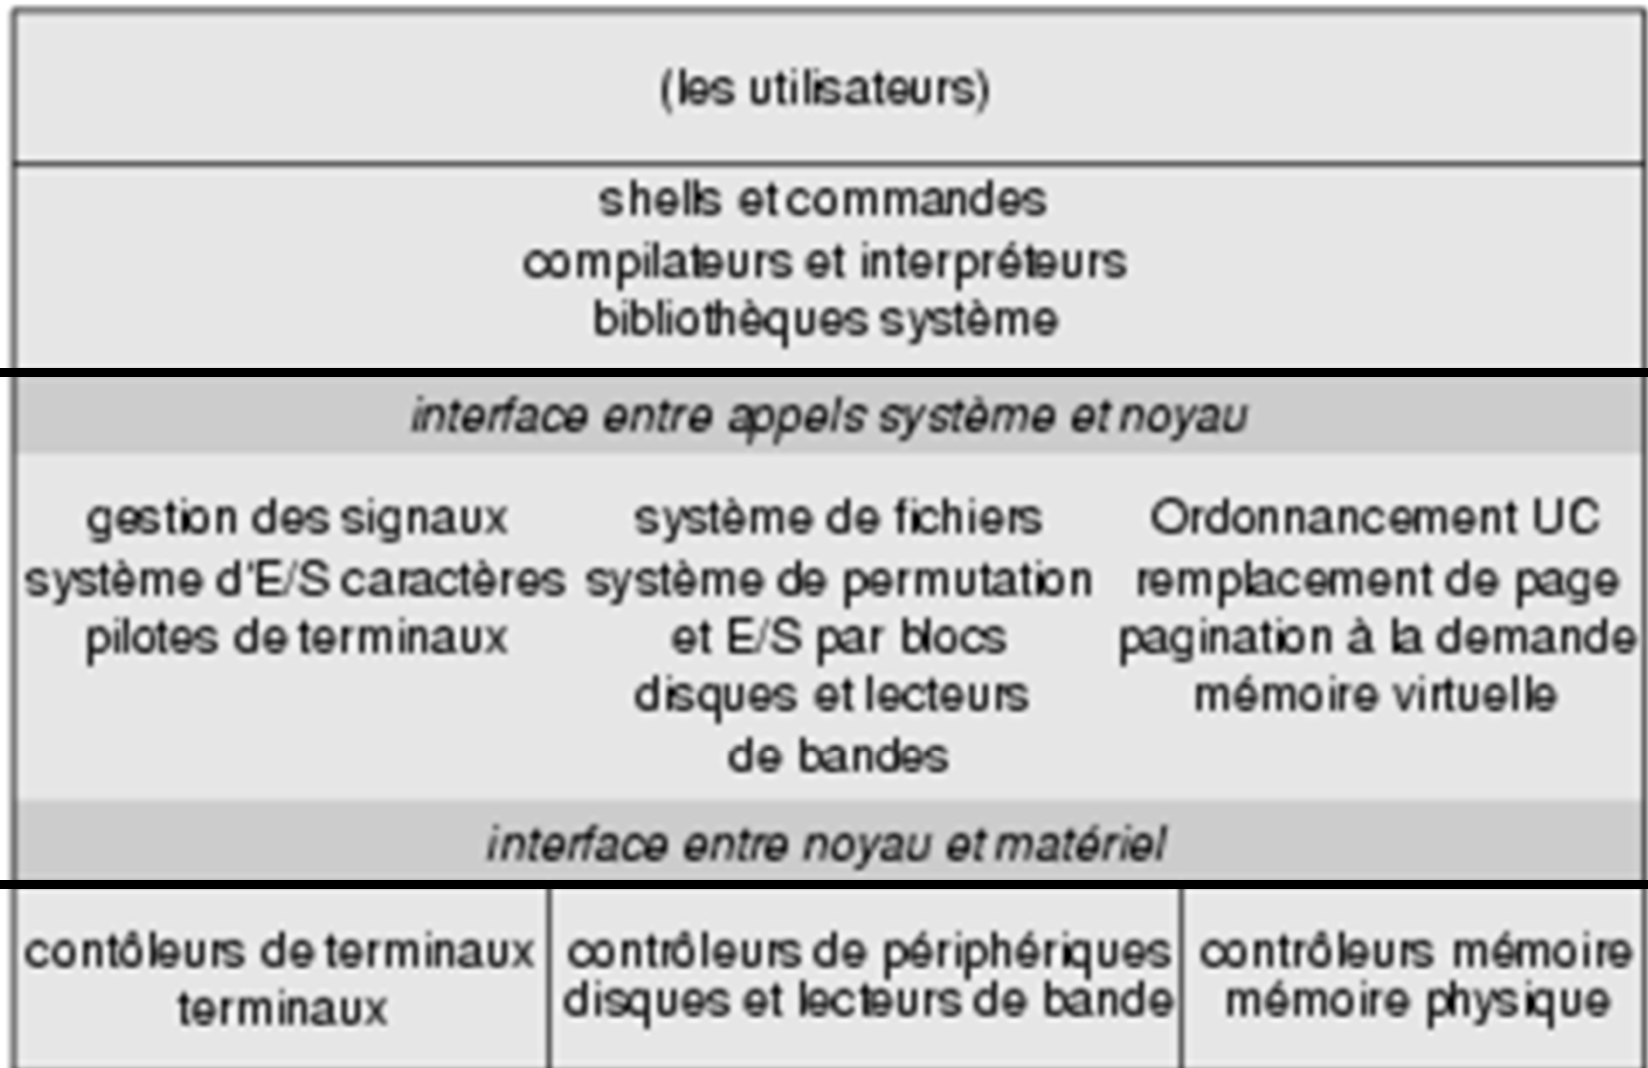 (les utilisateurs)
shells et commandes
compilateurs et interpréteurs
bibliothèques système
interface entre appels système et noyau
gestion des signaux
système d'E/S caractères
pilotes de terminaux
système de fichiers
système de permutation
et E/S par blocs
disques et lecteurs
de bandes
Ordonnancement UC
remplacement de page
pagination à la demande
mémoire virtuelle
interface entre noyau et matériel
contôleurs de terminaux
terminaux
contrôleurs de périphériques
disques et lecteurs de bande
contrôleurs mémoire
mémoire physique